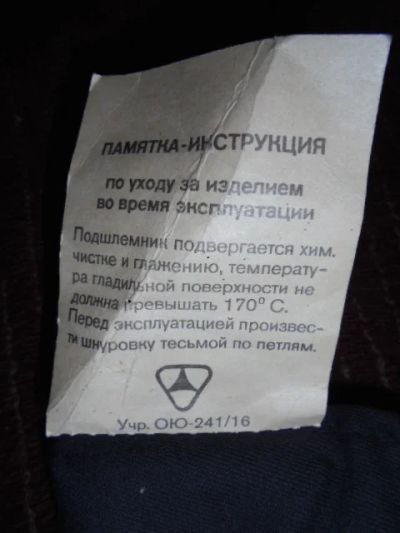 ПАМЯТКА-ИНСТРУКЦИЯ
по уходу за изделием
во время эксплуатации
Подшлемник подвергается хим.
чистке и глажению, температу-
ра гладильной поверхности не
должна превышать 170° С.
Перед эксплуатацией произвес-
ти шнуровку тесьмой по петлям.
Учр. ОЮ-241/16